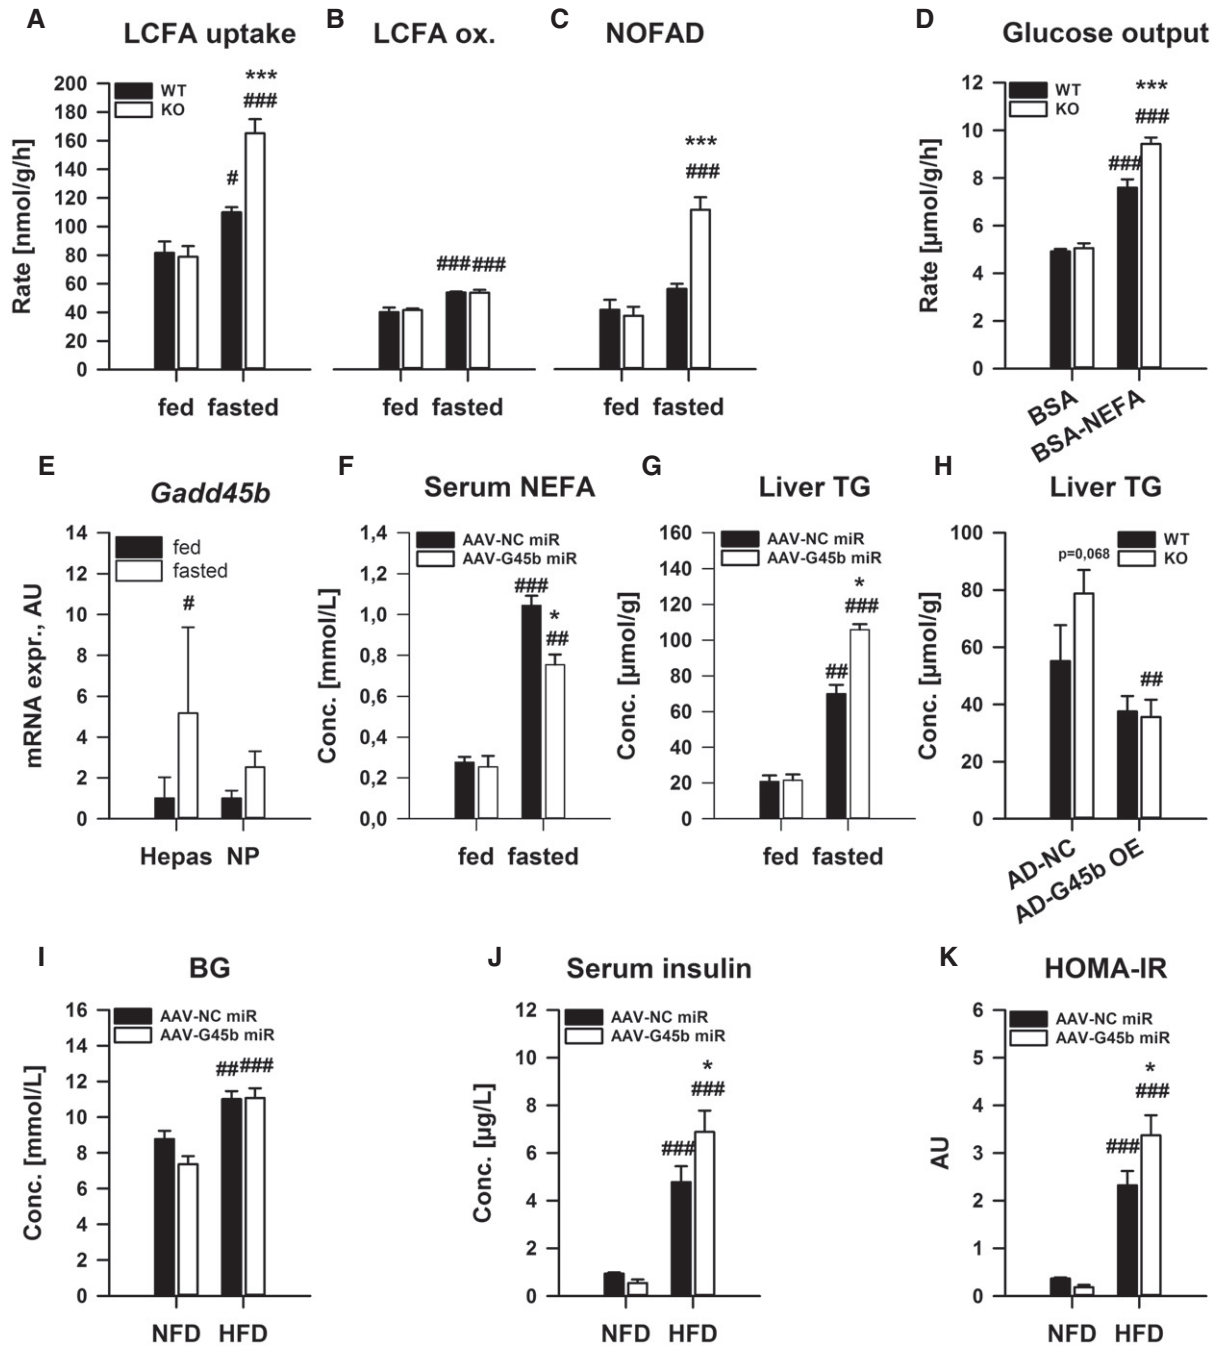 A
LCFA uptake
Rate [nmol/g/h]
200
180
160
140
120
100
80
60
40
20
0
WT
KO
#
***
###
fed fasted
B
LCFA ox.
### ###
fed fasted
C
NOFAD
***
###
fed fasted
D
Glucose output
Rate [µmol/g/h]
12
10
8
6
4
2
0
WT
KO
###
***
###
BSA
BSA-NEFA
E
Gadd45b
mRNA expr., AU
14
12
10
8
6
4
2
0
fed
fasted
#
Hepas NP
F
Serum NEFA
Conc. [mmol/L]
1,4
1,2
1,0
0,8
0,6
0,4
0,2
0,0
AAV-NC miR
AAV-G45b miR
###
*
##
fed fasted
G
Liver TG
Conc. [µmol/g]
160
140
120
100
80
60
40
20
0
AAV-NC miR
AAV-G45b miR
##
*
###
fed fasted
H
Liver TG
Conc. [µmol/g]
100
80
60
40
20
0
WT
KO
p=0,068
##
AD-NC
AD-G45b OE
I
BG
Conc. [mmol/L]
16
14
12
10
8
6
4
2
0
AAV-NC miR
AAV-G45b miR
## ###
NFD HFD
J
Serum insulin
Conc. [µg/L]
12
10
8
6
4
2
0
AAV-NC miR
AAV-G45b miR
###
*
###
NFD HFD
K
HOMA-IR
AU
6
5
4
3
2
1
0
AAV-NC miR
AAV-G45b miR
###
*
###
NFD HFD